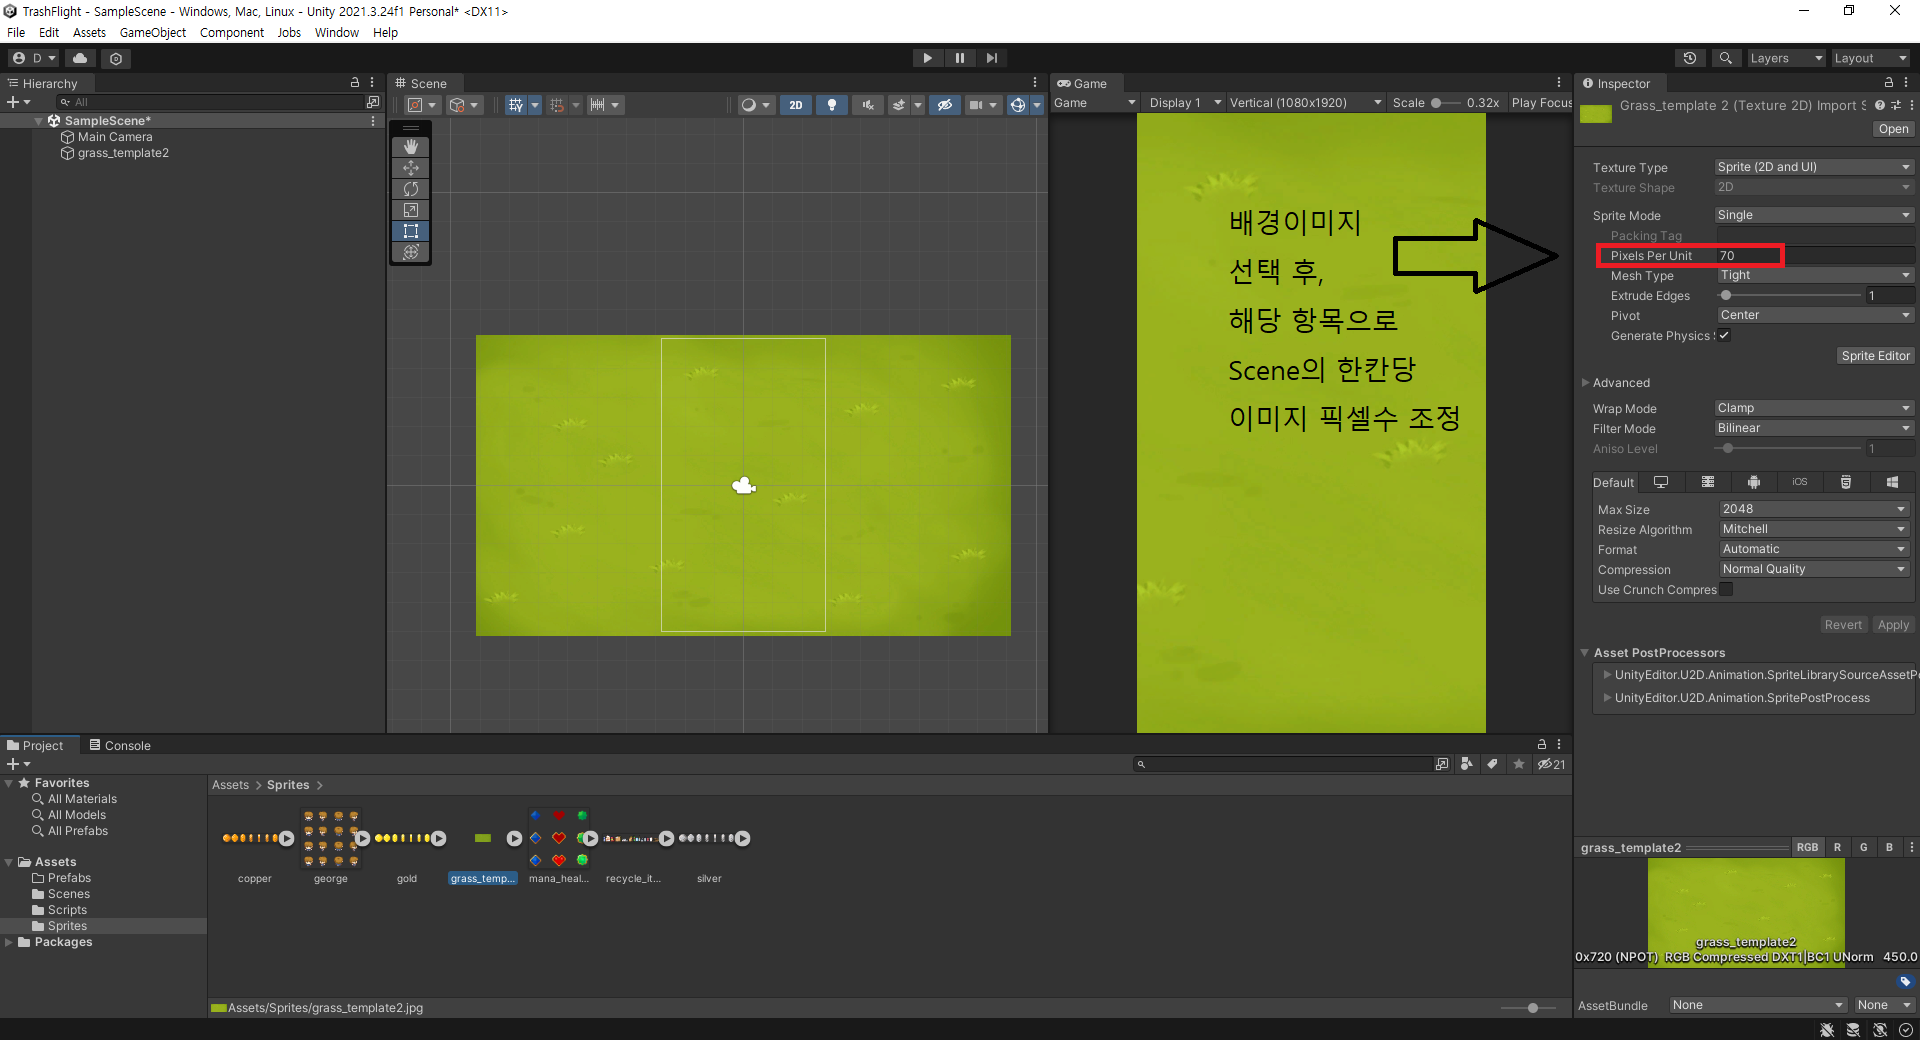 TrashFlight - SampleScene - Windows, Mac, Linux - Unity 2021.3.24f1 Personal* <DX11>
File Edit Assets GameObject Component Jobs Window Help
D
Layers Layout
Hierarchy
All
SampleScene*
Main Camera
grass_template2
Scene
2D
Game
Game Display 1 Vertical (1080x1920) Scale 0.32x Play Focus
배경이미지
선택 후,
해당 항목으로
Scene의 한칸당
이미지 픽셀수 조정
Inspector
Grass_template 2 (Texture 2D) Import S
Open
Texture Type Sprite (2D and UI)
Texture Shape 2D
Sprite Mode Single
Packing Tag
Pixels Per Unit 70
Mesh Type Tight
Extrude Edges 1
Pivot Center
Generate Physics S
Sprite Editor
Advanced
Wrap Mode Clamp
Filter Mode Bilinear
Aniso Level 1
Default iOS
Max Size 2048
Resize Algorithm Mitchell
Format Automatic
Compression Normal Quality
Use Crunch Compres
Revert Apply
Asset PostProcessors
UnityEditor.U2D.Animation.SpriteLibrarySourceAssetPo
UnityEditor.U2D.Animation.SpritePostProcess
Project Console
21
Favorites
All Materials
All Models
All Prefabs
Assets
Prefabs
Scenes
Scripts
Sprites
Packages
Assets > Sprites >
copper george gold grass_temp... mana_heal... recycle_it... silver
Assets/Sprites/grass_template2.jpg
grass_template2 RGB R G B
grass_template2
0x720 (NPOT) RGB Compressed DXT1|BC1 UNorm 450.0
AssetBundle None None